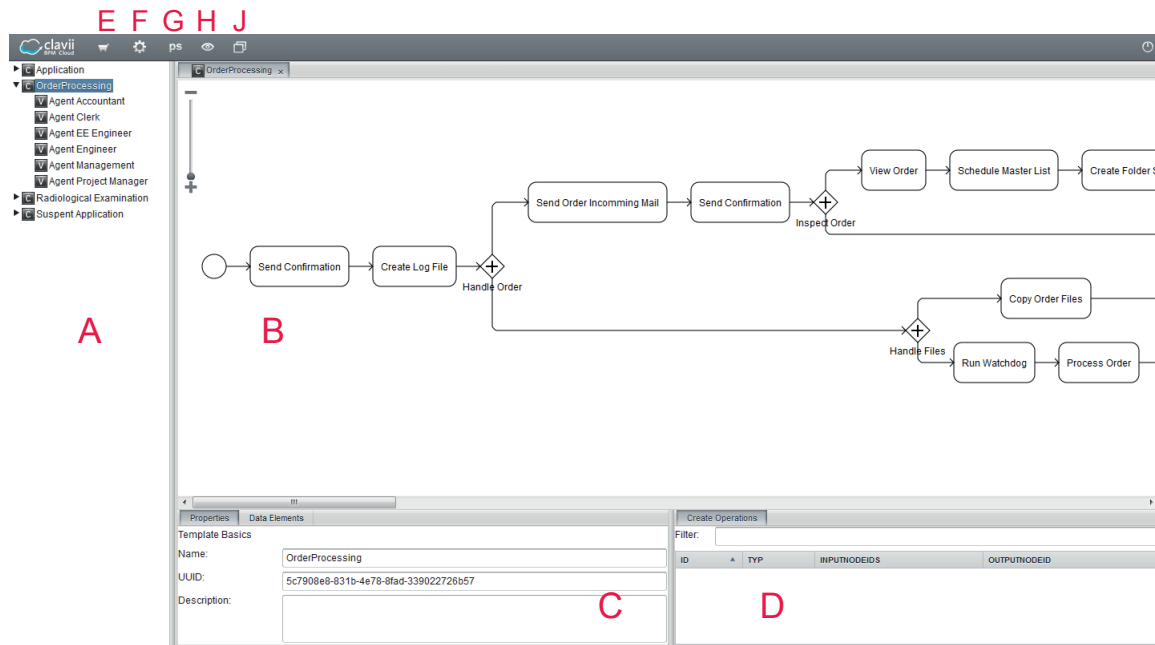 E F G H J
clavii
BPM Cloud
ps
C Application
C OrderProcessing
V Agent Accountant
V Agent Clerk
V Agent EE Engineer
V Agent Engineer
V Agent Management
V Agent Project Manager
C Radiological Examination
C Suspent Application
A
C OrderProcessing x
View Order
Schedule Master List
Create Folder S
Send Order Incomming Mail
Send Confirmation
Inspect Order
Send Confirmation
Create Log File
Handle Order
Copy Order Files
B
Handle Files
Run Watchdog
Process Order
Properties Data Elements
Template Basics
Name: OrderProcessing
UUID: 5c7908e8-831b-4e78-8fad-339022726b57
Description:
C
Create Operations
Filter:
ID TYP INPUTNODEIDS OUTPUTNODEID
D